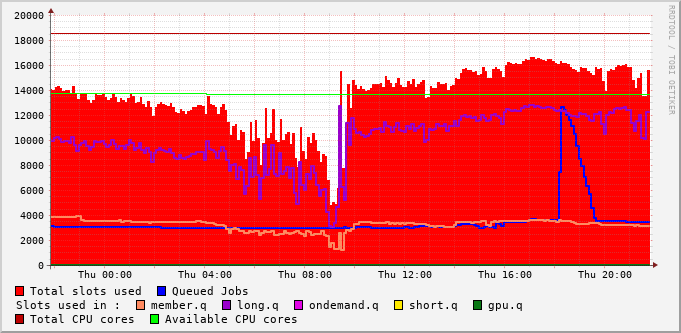 20000
18000
16000
14000
12000
10000
8000
6000
4000
2000
0
Thu 00:00 Thu 04:00 Thu 08:00 Thu 12:00 Thu 16:00 Thu 20:00
Total slots used Queued Jobs
Slots used in : member.q long.q ondemand.q short.q gpu.q
Total CPU cores Available CPU cores
RRDTOOL / TOBI OETIKER